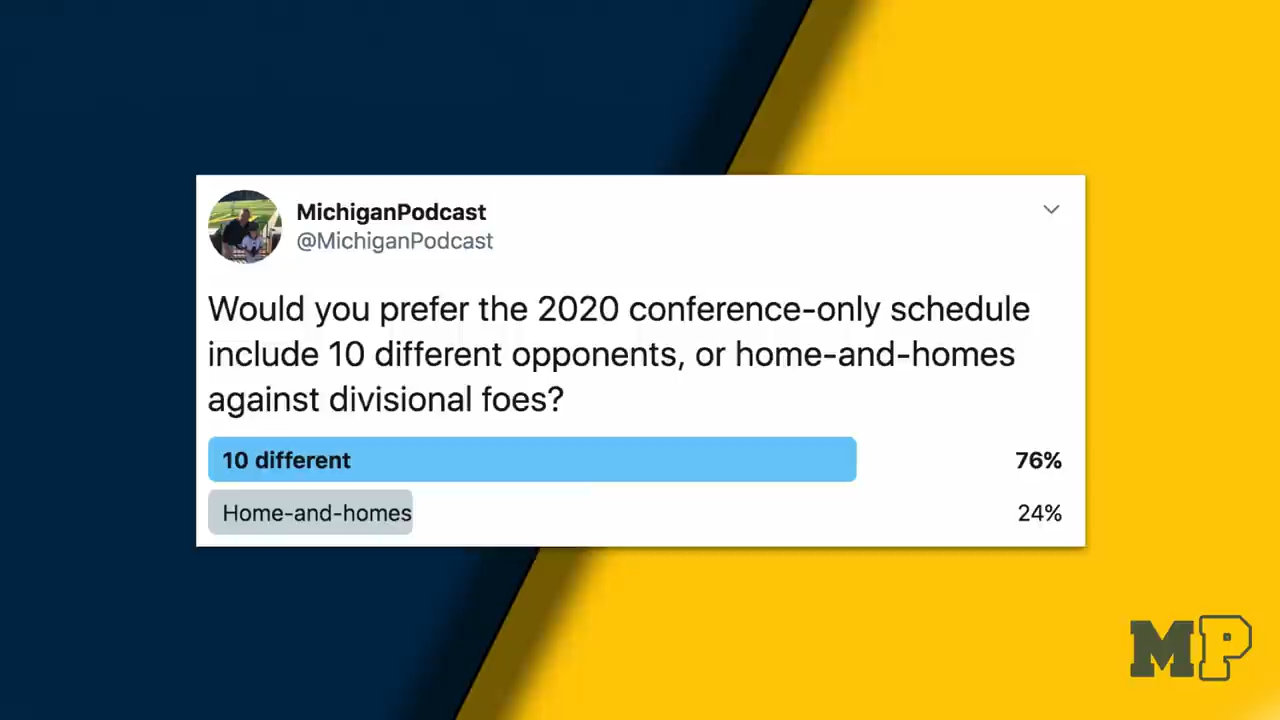 MichiganPodcast
@MichiganPodcast
Would you prefer the 2020 conference-only schedule
include 10 different opponents, or home-and-homes
against divisional foes?
10 different 76%
Home-and-homes 24%
MP